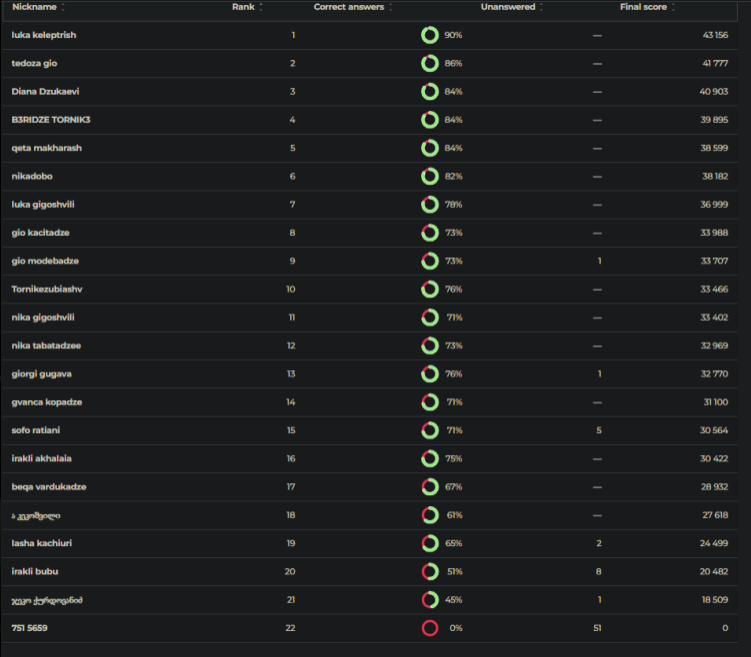 Nickname Rank Correct answers Unanswered Final score
luka keleptrish 1 90% — 43 156
tedoza gio 2 86% — 41 777
Diana Dzukaevi 3 84% — 40 903
B3RIDZE TORNIK3 4 84% — 39 895
qeta makharash 5 84% — 38 599
nikadobo 6 82% — 38 182
luka gigoshvili 7 78% — 36 999
gio kacitadze 8 73% — 33 988
gio modebadze 9 73% 1 33 707
Tornikezubiashv 10 76% — 33 466
nika gigoshvili 11 71% — 33 402
nika tabatadzee 12 73% — 32 969
giorgi gugava 13 76% 1 32 770
gvanca kopadze 14 71% — 31 100
sofo ratiani 15 71% 5 30 564
irakli akhalaia 16 75% — 30 422
beqa vardukadze 17 67% — 28 932
ა კეკოშვილი 18 61% — 27 618
lasha kachiuri 19 65% 2 24 499
irakli bubu 20 51% 8 20 482
ჯეკო ქურდოვანიძ 21 45% 1 18 509
751 5659 22 0% 51 0